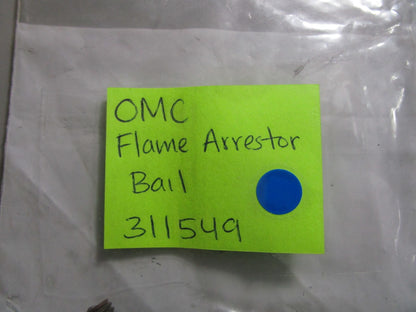 OMC
Flame Arrestor
Bail
311549